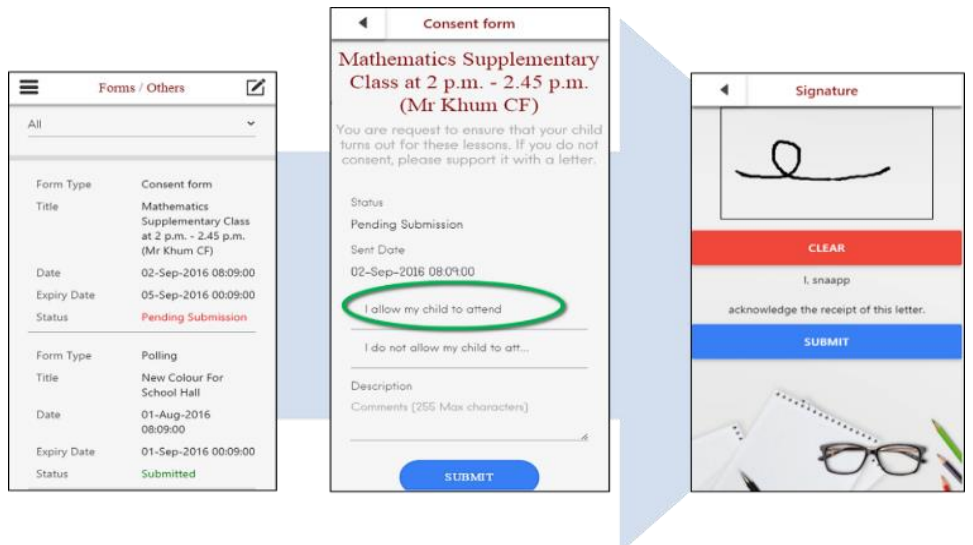 Forms / Others
All
Form Type Consent form
Title Mathematics
Supplementary Class
at 2 p.m. - 2.45 p.m.
(Mr Khum CF)
Date 02-Sep-2016 08:09:00
Expiry Date 05-Sep-2016 00:09:00
Status Pending Submission
Form Type Polling
Title New Colour For
School Hall
Date 01-Aug-2016
08:09:00
Expiry Date 01-Sep-2016 00:09:00
Status Submitted
Consent form
Mathematics Supplementary
Class at 2 p.m. - 2.45 p.m.
(Mr Khum CF)
You are request to ensure that your child
turns out for these lessons. If you do not
consent, please support it with a letter.
Status
Pending Submission
Sent Date
02-Sep-2016 08:09:00
I allow my child to attend
I do not allow my child to att...
Description
Comments (255 Max characters)
SUBMIT
Signature
CLEAR
I, snaapp
acknowledge the receipt of this letter.
SUBMIT